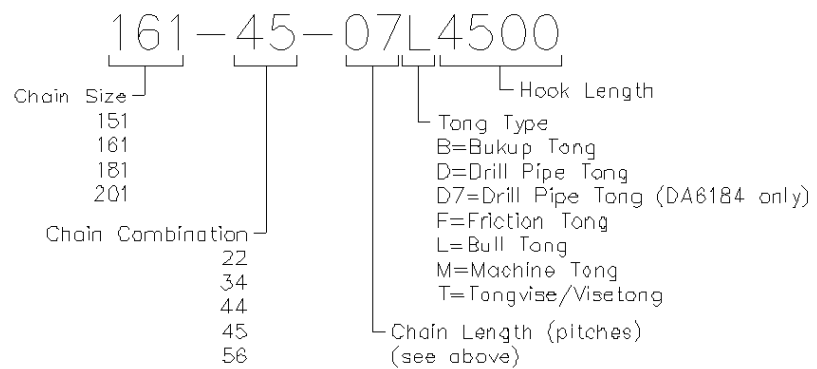 161-45-07L4500
Hook Length
Chain Size
151
161
181
201
Tong Type
B=Bukup Tong
D=Drill Pipe Tong
D7=Drill Pipe Tong (DA6184 only)
F=Friction Tong
L=Bull Tong
M=Machine Tong
T=Tongvise/Visetong
Chain Combination
22
34
44
45
56
Chain Length (pitches)
(see above)